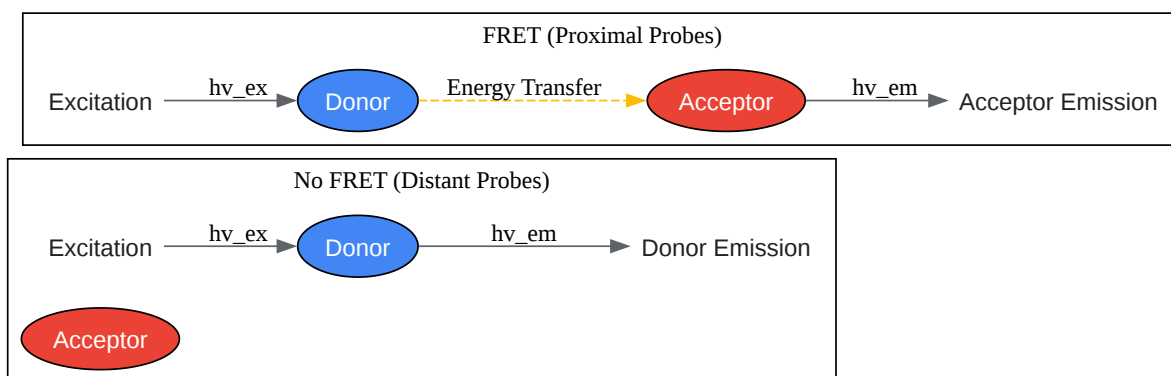 FRET (Proximal Probes)
Excitation hv_ex Donor Energy Transfer Acceptor hv_em Acceptor Emission
No FRET (Distant Probes)
Excitation hv_ex Donor hv_em Donor Emission
Acceptor